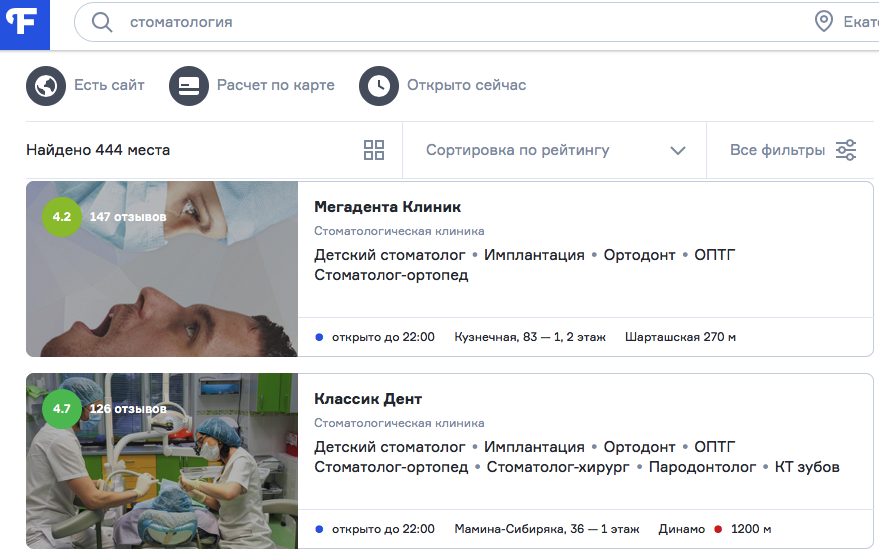 F
стоматология
Екат
Есть сайт
Расчет по карте
Открыто сейчас
Найдено 444 места
Сортировка по рейтингу
Все фильтры
4.2 147 отзывов
Мегадента Клиник
Стоматологическая клиника
Детский стоматолог • Имплантация • Ортодонт • ОПТГ
Стоматолог-ортопед
открыто до 22:00 Кузнечная, 83 — 1, 2 этаж Шарташская 270 м
4.7 126 отзывов
Классик Дент
Стоматологическая клиника
Детский стоматолог • Имплантация • Ортодонт • ОПТГ
Стоматолог-ортопед • Стоматолог-хирург • Пародонтолог • КТ зубов
открыто до 22:00 Мамина-Сибиряка, 36 — 1 этаж Динамо 1200 м